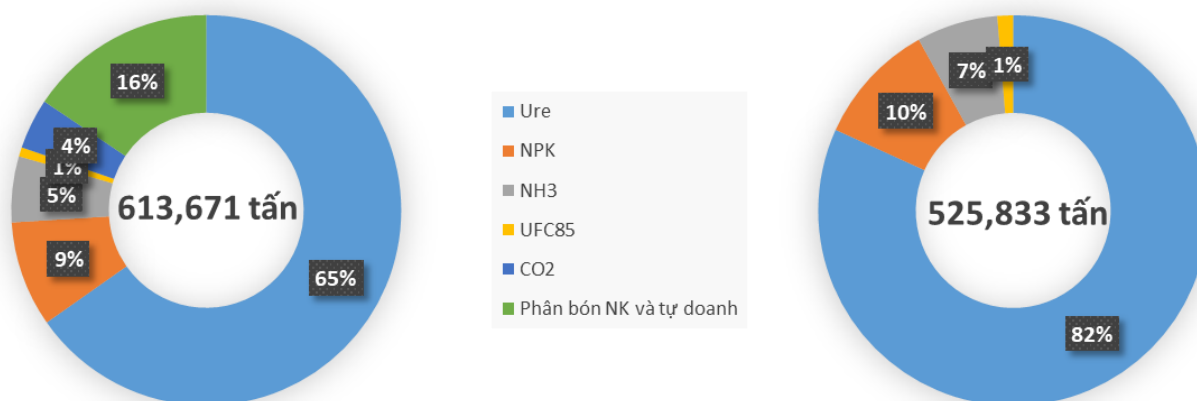 16%
4%
1%
5%
9%
65%
613,671 tấn
Ure
NPK
NH3
UFC85
CO2
Phân bón NK và tự doanh
7%
1%
10%
525,833 tấn
82%